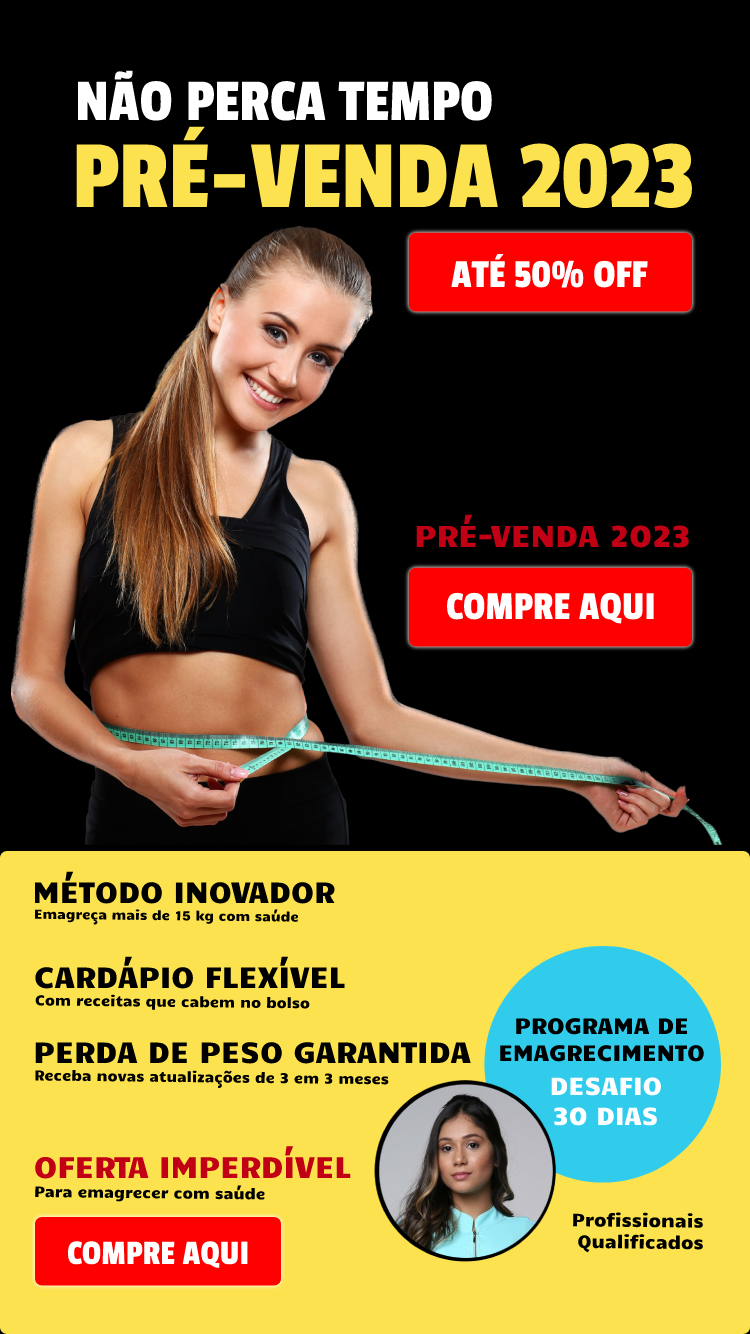 NÃO PERCA TEMPO
PRÉ-VENDA 2023
ATÉ 50% OFF
PRÉ-VENDA 2023
COMPRE AQUI
MÉTODO INOVADOR
Emagreça mais de 15 kg com saúde
CARDÁPIO FLEXÍVEL
Com receitas que cabem no bolso
PERDA DE PESO GARANTIDA
Receba novas atualizações de 3 em 3 meses
PROGRAMA DE
EMAGRECIMENTO
DESAFIO
30 DIAS
OFERTA IMPERDÍVEL
Para emagrecer com saúde
COMPRE AQUI
Profissionais
Qualificados